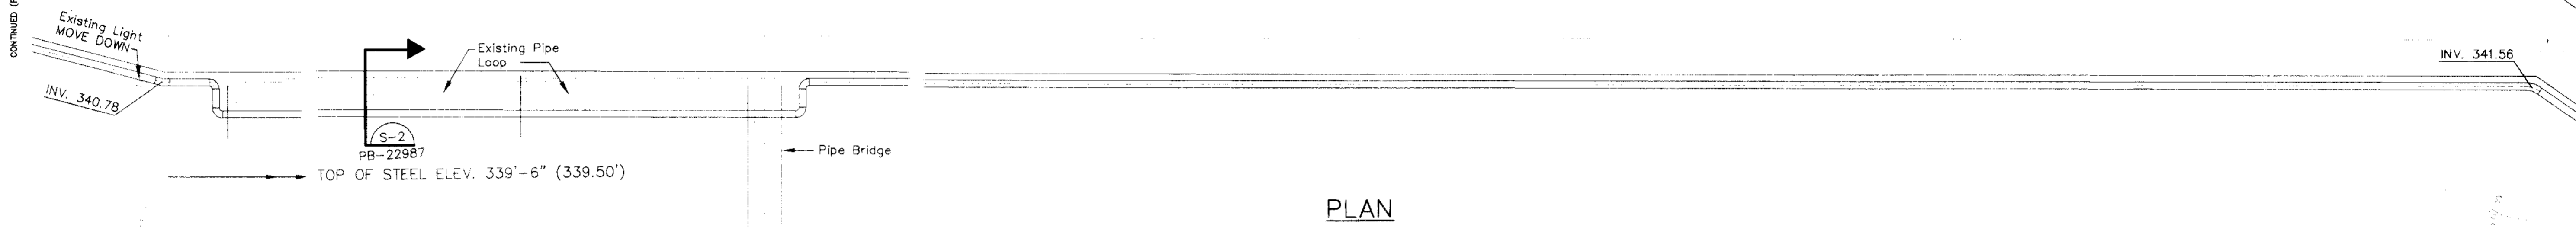 CONTINUED
Existing Light
MOVE DOWN
INV. 340.78
Existing Pipe
Loop
S-2
PB-22987
TOP OF STEEL ELEV. 339'-6" (339.50')
Pipe Bridge
INV. 341.56
PLAN